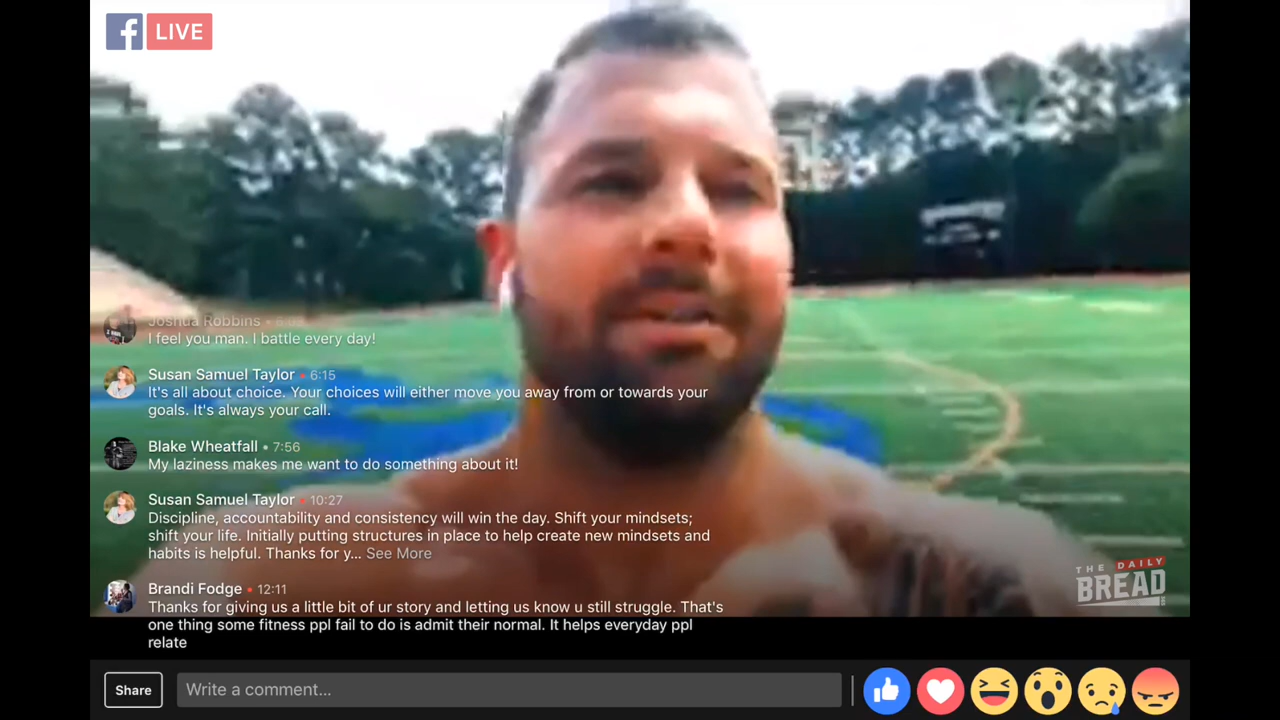 f LIVE
Joshua Robbins •
I feel you man. I battle every day!
Susan Samuel Taylor • 6:15
It's all about choice. Your choices will either move you away from or towards your
goals. It's always your call.
Blake Wheatfall • 7:56
My laziness makes me want to do something about it!
Susan Samuel Taylor • 10:27
Discipline, accountability and consistency will win the day. Shift your mindsets;
shift your life. Initially putting structures in place to help create new mindsets and
habits is helpful. Thanks for y... See More
Brandi Fodge • 12:11
Thanks for giving us a little bit of ur story and letting us know u still struggle. That's
one thing some fitness ppl fail to do is admit their normal. It helps everyday ppl
relate
THE DAILY
BREAD
Share
Write a comment...